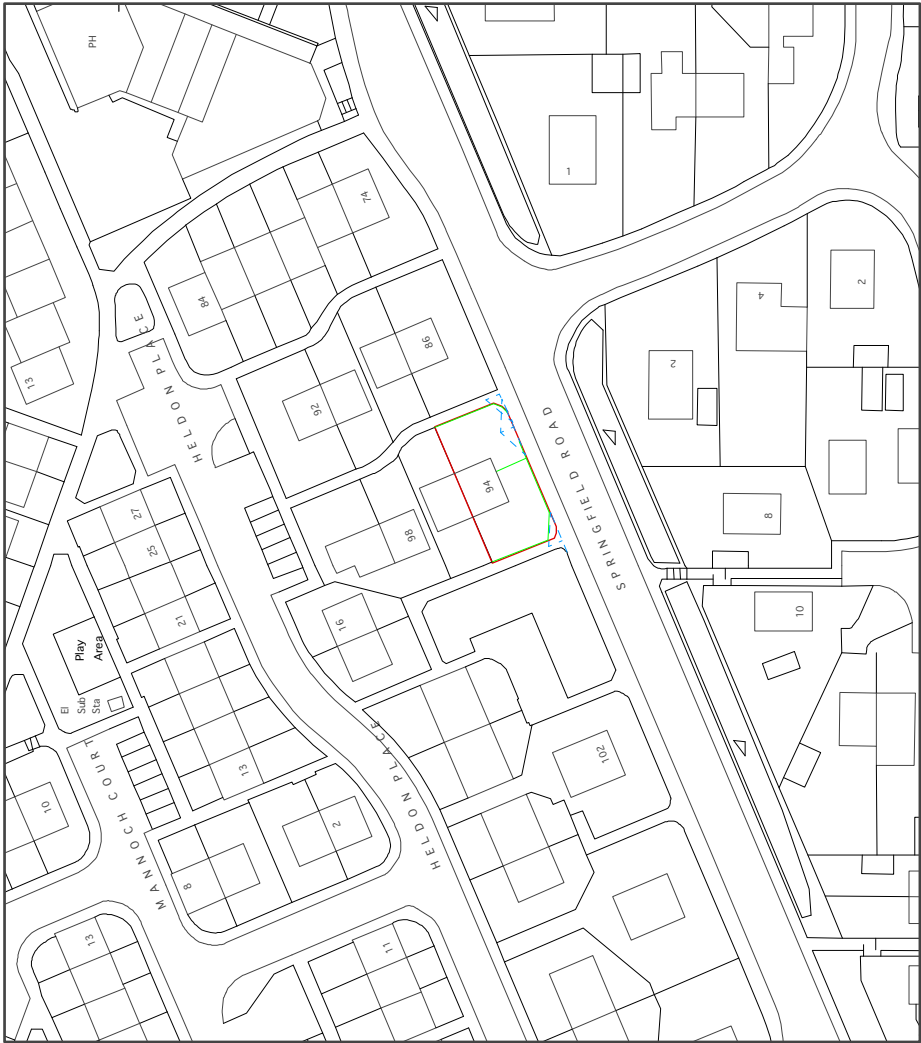 PH
1
74
84
HELDON PLACE
13
86
92
2
4
2
94
SPRINGFIELD ROAD
98
8
27
25
21
16
10
Play
Area
El
Sub
Sta
MANNOCH COURT
13
HELDON PLACE
102
10
2
8
13
11